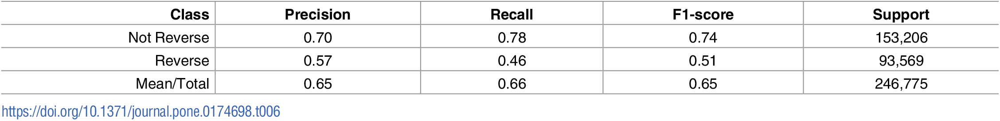 Class Precision Recall F1-score Support
Not Reverse 0.70 0.78 0.74 153,206
Reverse 0.57 0.46 0.51 93,569
Mean/Total 0.65 0.66 0.65 246,775
https://doi.org/10.1371/journal.pone.0174698.t006